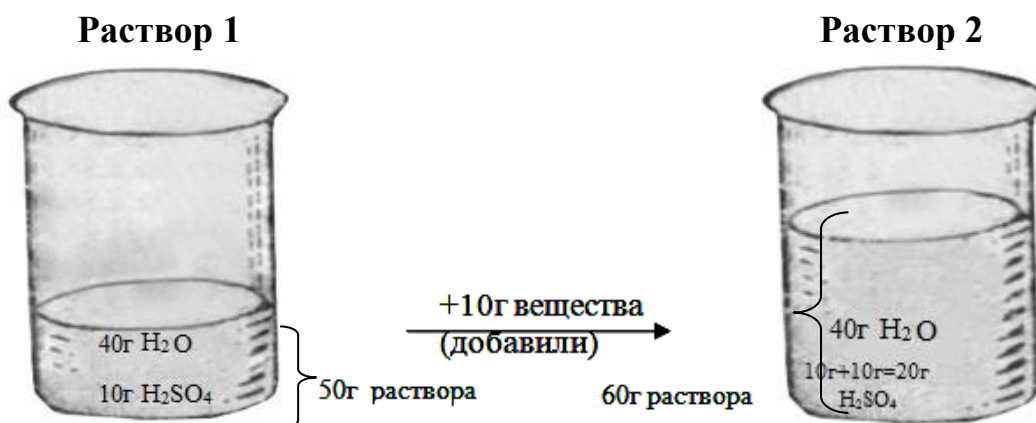 Раствор 1
Раствор 2
40г H₂O
10г H₂SO₄
50г раствора
+10г вещества
(добавили)
60г раствора
40г H₂O
10г+10г=20г
H₂SO₄